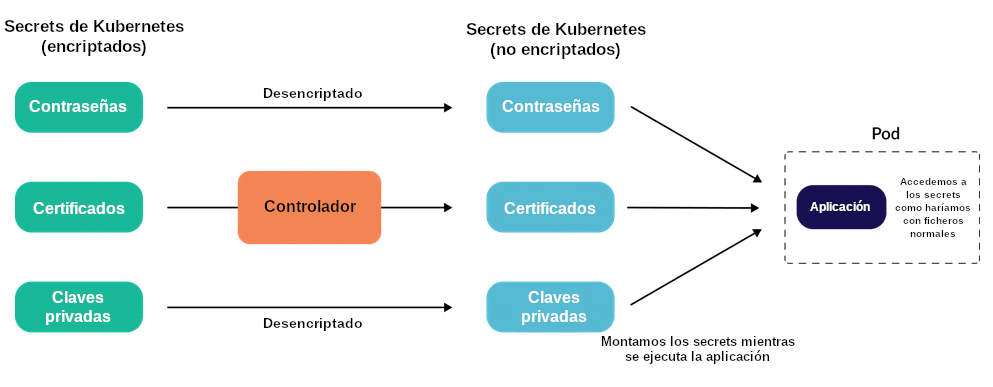 Secrets de Kubernetes
(encriptados)
Secrets de Kubernetes
(no encriptados)
Contraseñas
Desencriptado
Contraseñas
Pod
Certificados
Controlador
Certificados
Aplicación
Accedemos a
los secrets
como haríamos
con ficheros
normales
Claves
privadas
Desencriptado
Claves
privadas
Montamos los secrets mientras
se ejecuta la aplicación